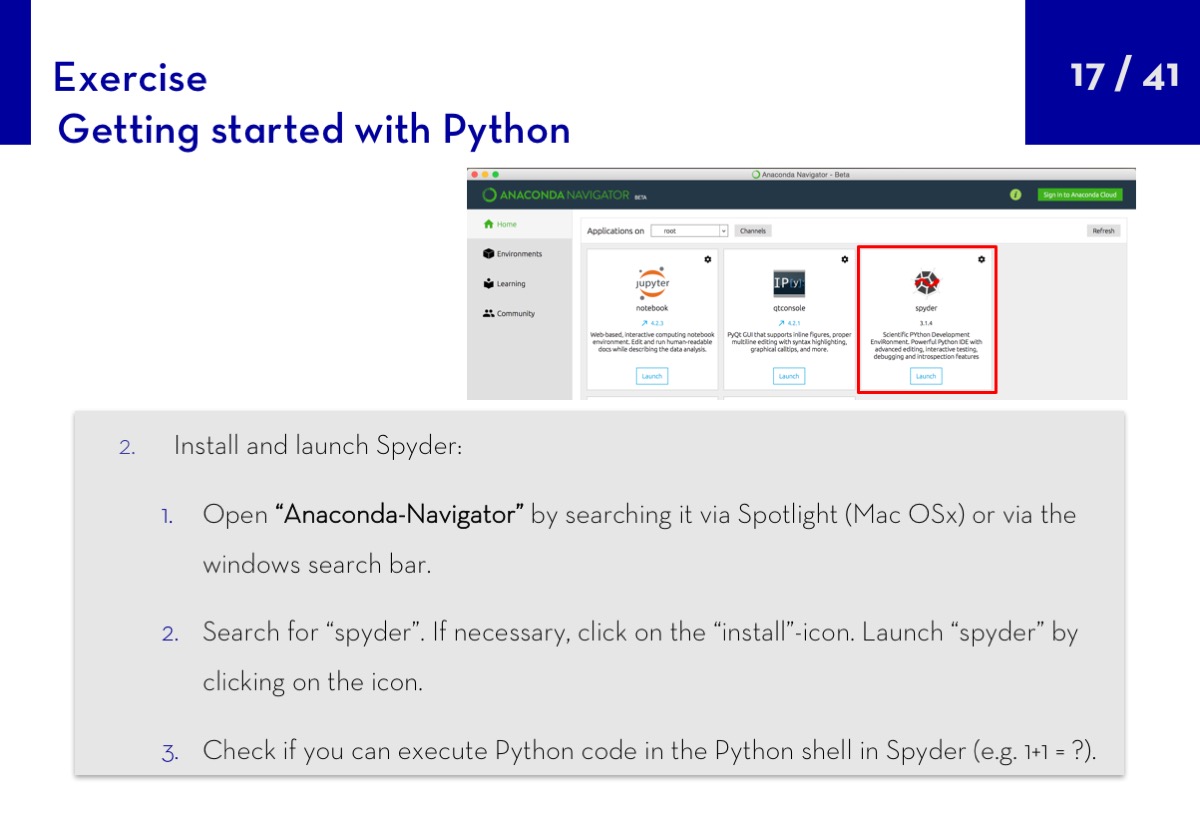 Exercise
Getting started with Python
17 / 41
Anaconda Navigator - Beta
ANACONDA NAVIGATOR BETA
i
Sign in to Anaconda Cloud
Home
Environments
Learning
Community
Applications on root Channels Refresh
jupyter
notebook
4.2.3
Web-based, interactive computing notebook
environment. Edit and run human-readable
docs while describing the data analysis.
Launch
IP[y]:
qtconsole
4.2.1
PyQt GUI that supports inline figures, proper
multiline editing with syntax highlighting,
graphical calltips, and more.
Launch
spyder
3.1.4
Scientific PYthon Development
EnviRonment. Powerful Python IDE with
advanced editing, interactive testing,
debugging and introspection features
Launch
2. Install and launch Spyder:
1. Open “Anaconda-Navigator” by searching it via Spotlight (Mac OSx) or via the
windows search bar.
2. Search for “spyder”. If necessary, click on the “install”-icon. Launch “spyder” by
clicking on the icon.
3. Check if you can execute Python code in the Python shell in Spyder (e.g. 1+1 = ?).